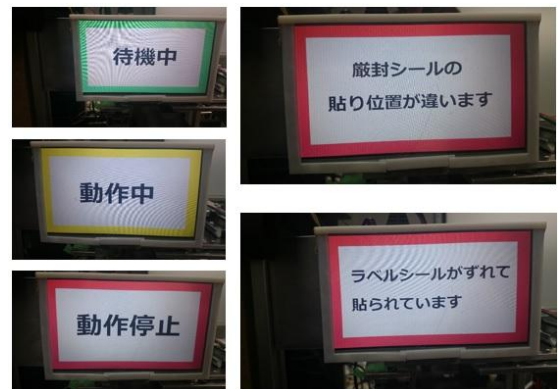 待機中
動作中
動作停止
厳封シールの
貼り位置が違います
ラベルシールがずれて
貼られています